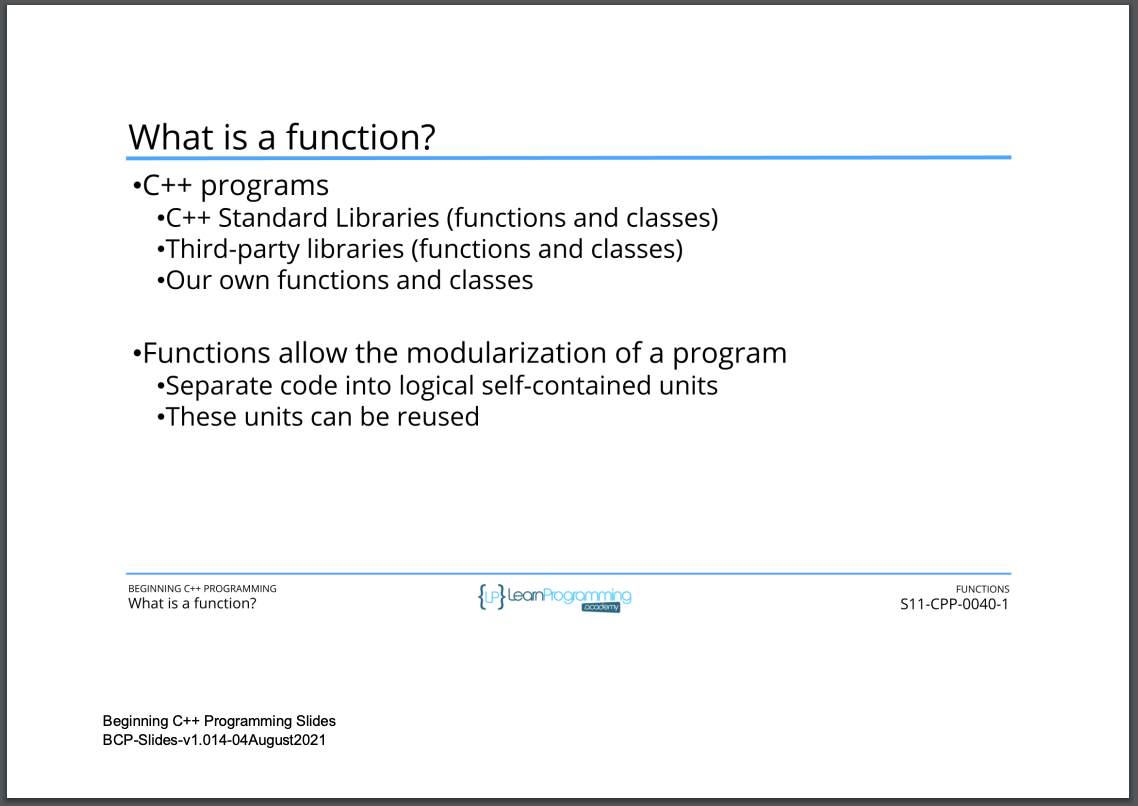 What is a function?
•C++ programs
•C++ Standard Libraries (functions and classes)
•Third-party libraries (functions and classes)
•Our own functions and classes
•Functions allow the modularization of a program
•Separate code into logical self-contained units
•These units can be reused
BEGINNING C++ PROGRAMMING
What is a function?
{LP} LearnProgramming
academy
FUNCTIONS
S11-CPP-0040-1
Beginning C++ Programming Slides
BCP-Slides-v1.014-04August2021